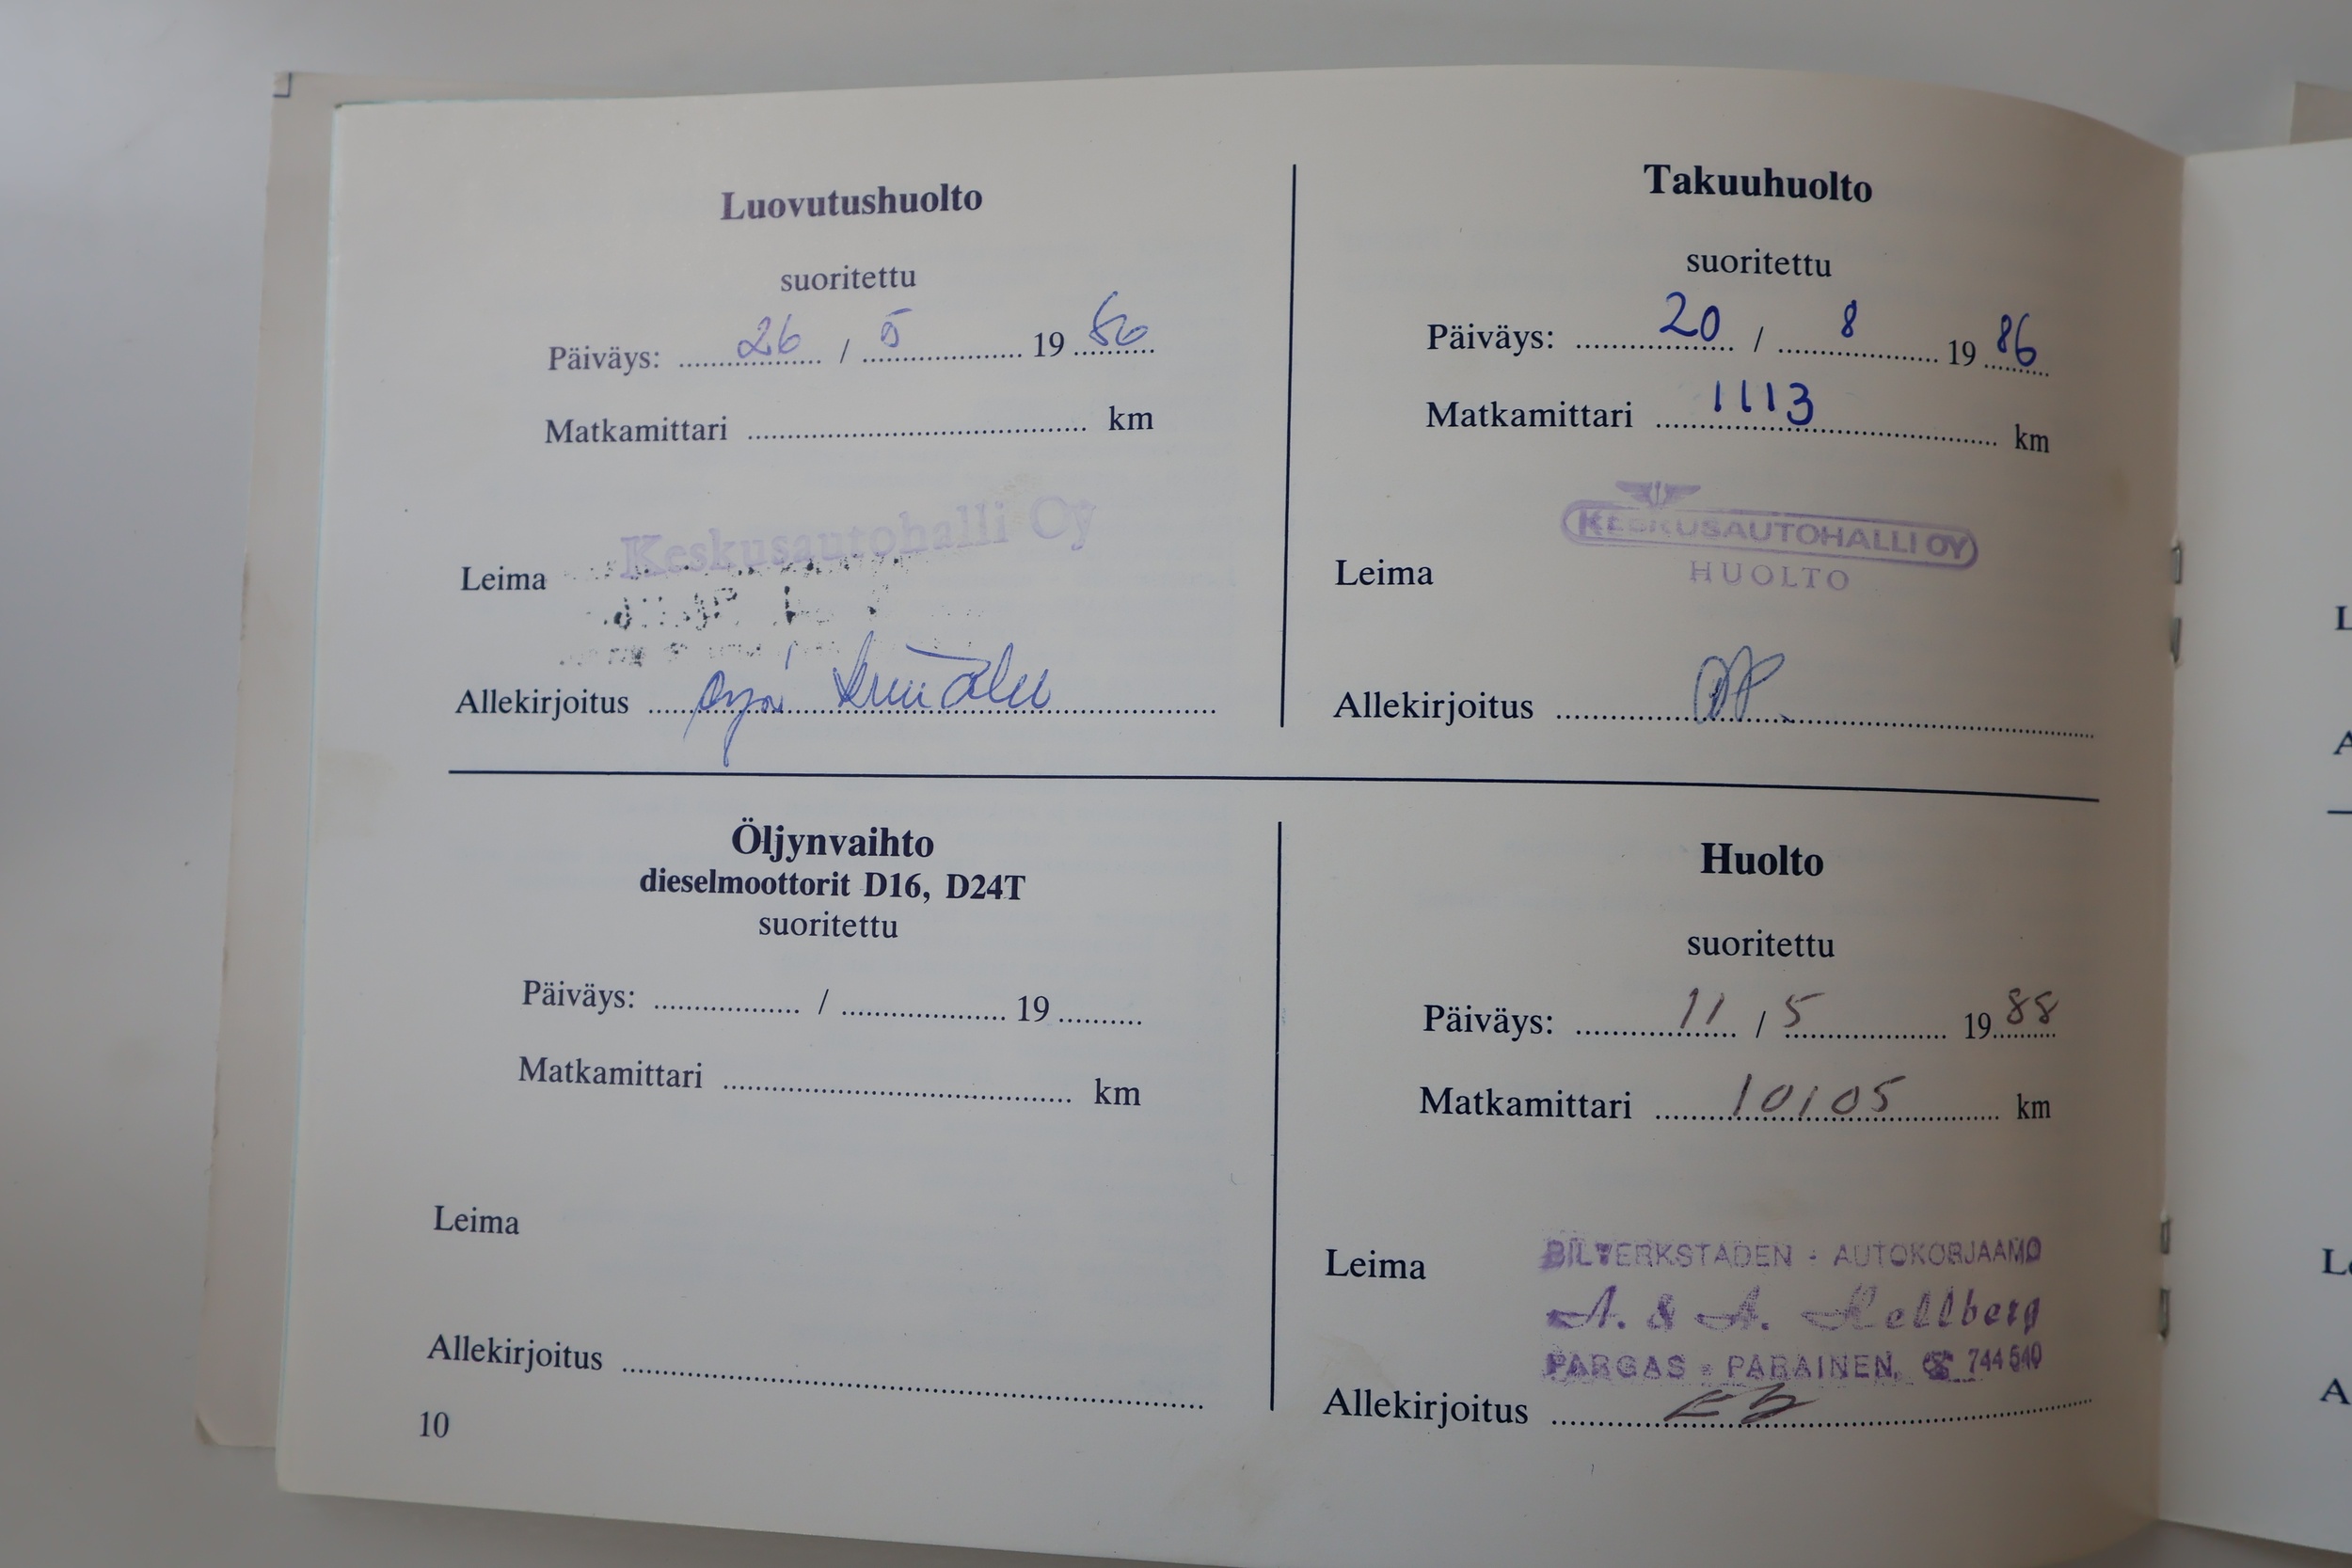 Luovutushuolto
suoritettu
Päiväys: 26 / 5 19 86
Matkamittari km
Keskusautohalli Oy
Leima
Allekirjoitus
Takuuhuolto
suoritettu
Päiväys: 20 / 8 19 86
Matkamittari 1113 km
KESKUSAUTOHALLI OY
HUOLTO
Leima
Allekirjoitus
Öljynvaihto
dieselmoottorit D16, D24T
suoritettu
Päiväys: / 19
Matkamittari km
Leima
Allekirjoitus
10
Huolto
suoritettu
Päiväys: 11 / 5 19 88
Matkamittari 10105 km
Leima
BILVERKSTADEN - AUTOKORJAAMO
A. & A. Hellberg
PARGAS - PARAINEN, ☎ 744 540
Allekirjoitus